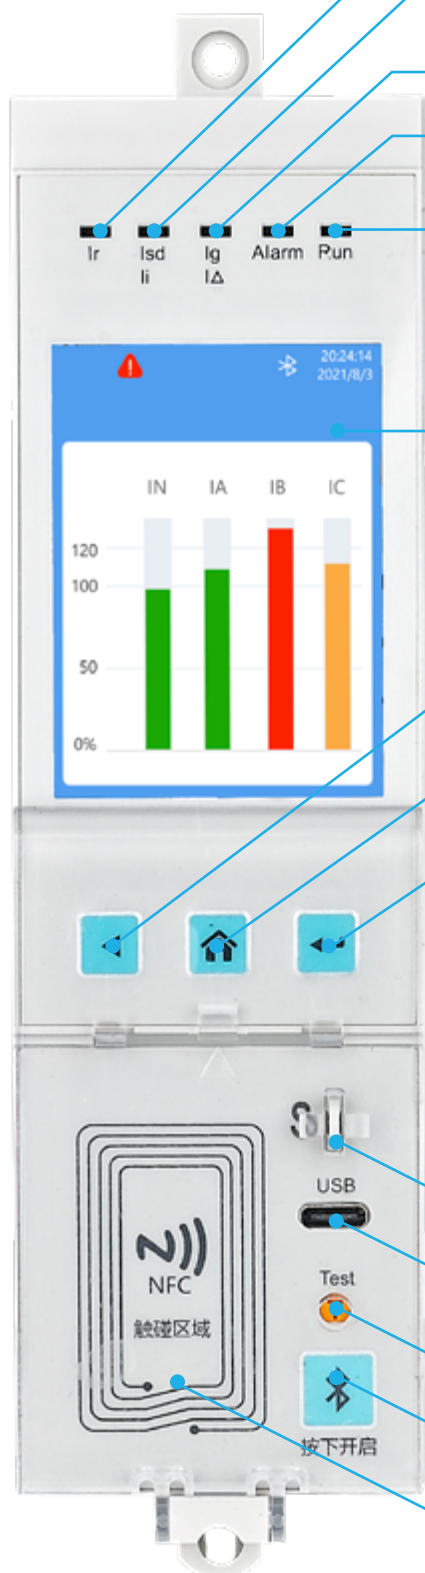 Ir
Isd
Ii
Ig
I△
Alarm
Run
20:24:14
2021/8/3
IN
IA
IB
IC
120
100
50
0%
USB
Test
N
NFC
触碰区域
按下开启